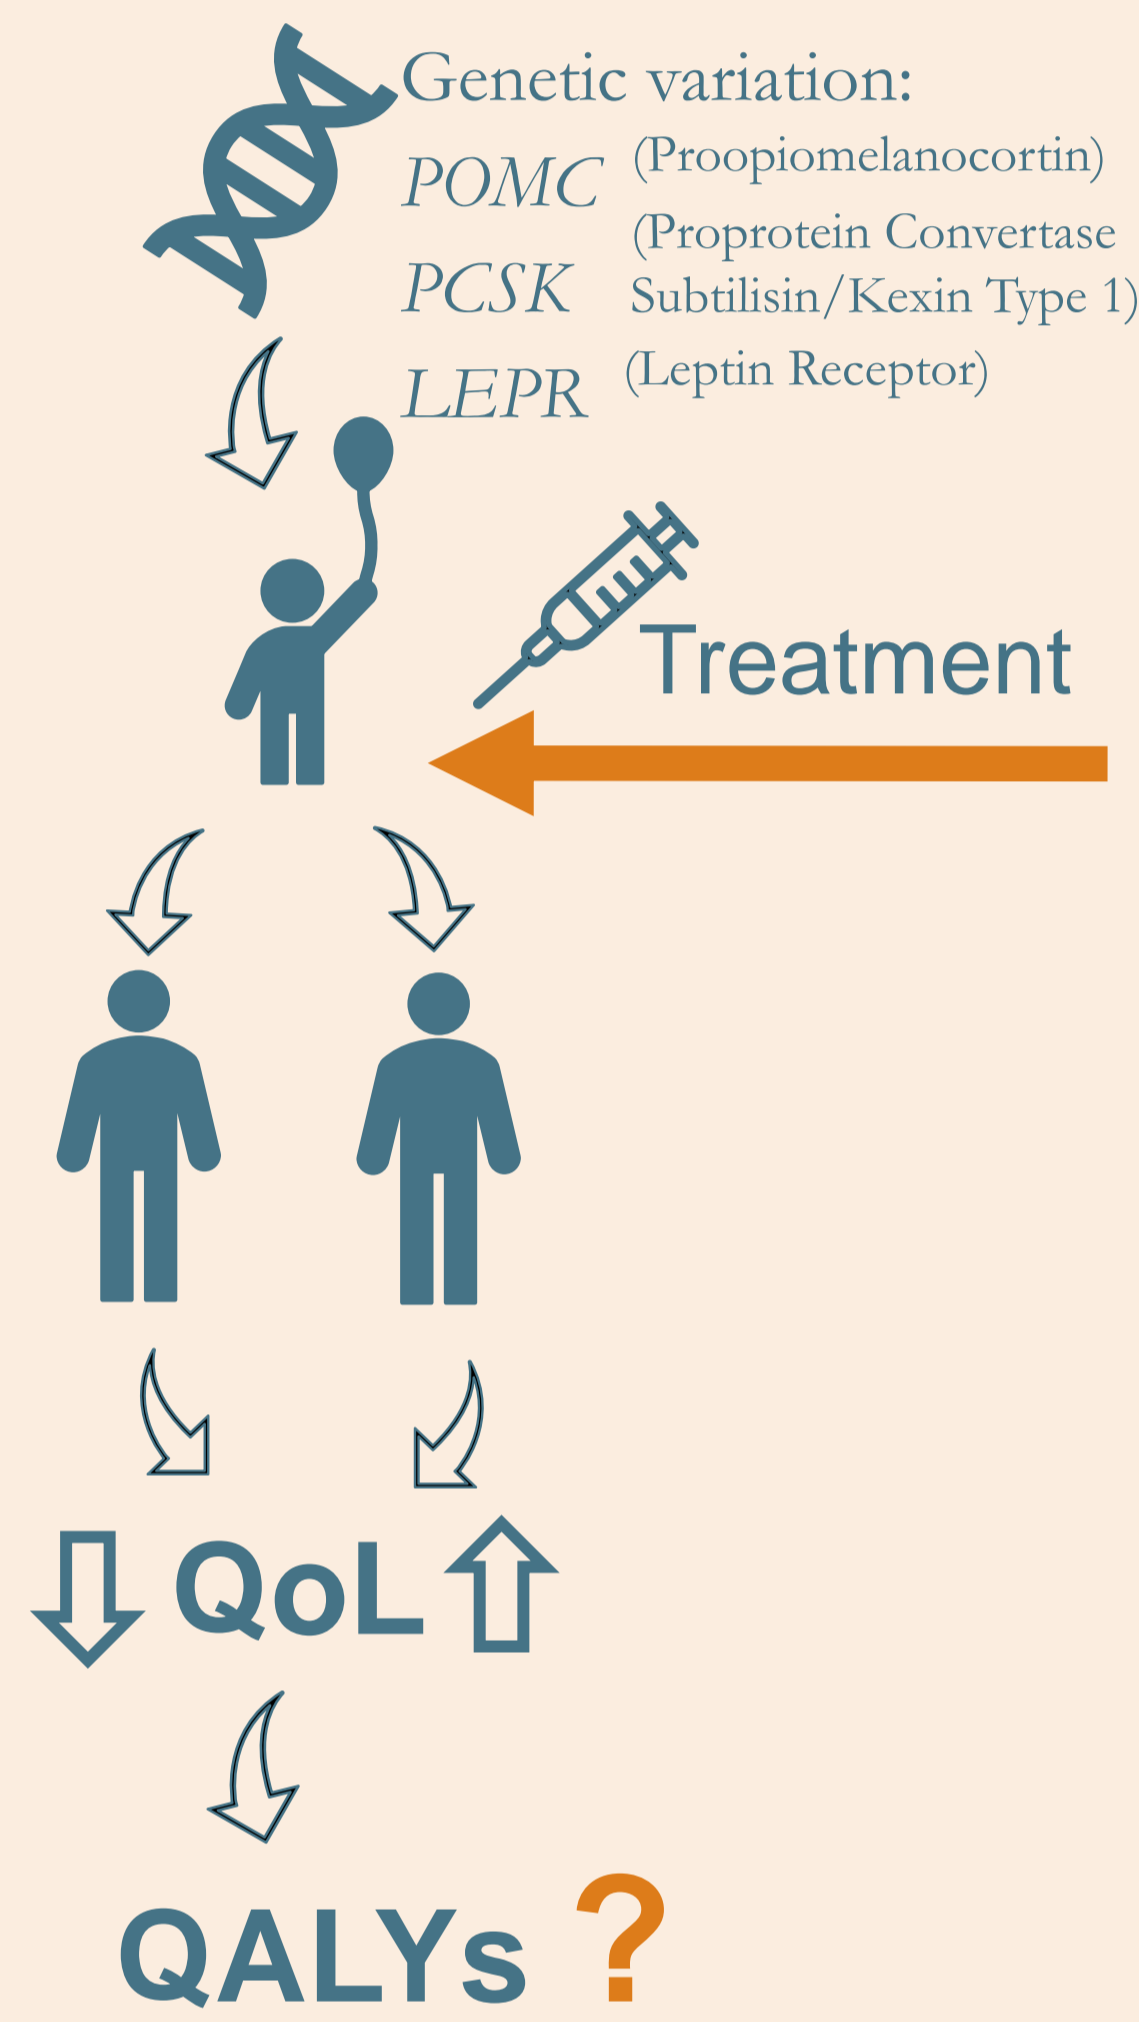 Genetic variation:
POMC (Proopiomelanocortin)
PCSK (Proprotein Convertase
Subtilisin/Kexin Type 1)
LEPR (Leptin Receptor)
Treatment
QoL
QALYs ?